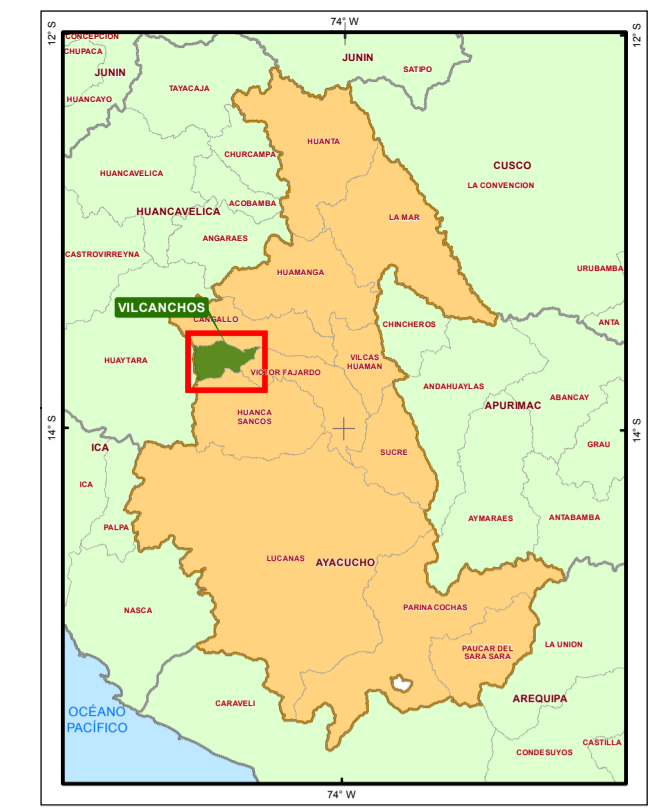 74° W
12° S
12° S
CONCEPCION
CHUPACA
JUNIN
JUNIN
SATIPO
TAYACAJA
HUANCAYO
HUANTA
CHURCAMPA
CUSCO
HUANCAVELICA
LA CONVENCION
ACOBAMBA
HUANCAVELICA
LA MAR
ANGARAES
CASTROVIRREYNA
HUAMANGA
URUBAMBA
VILCANCHOS
CANGALLO
CHINCHEROS
ANTA
HUAYTARA
VICTOR FAJARDO
VILCAS
HUAMAN
ANDAHUAYLAS
ABANCAY
APURIMAC
HUANCA
SANCOS
14° S
14° S
ICA
GRAU
SUCRE
ICA
PALPA
AYMARAES
ANTABAMBA
LUCANAS
AYACUCHO
NASCA
PARINACOCHAS
PAUCAR DEL
SARA SARA
LA UNION
CARAVELI
AREQUIPA
OCÉANO
PACÍFICO
CASTILLA
CONDESUYOS
74° W